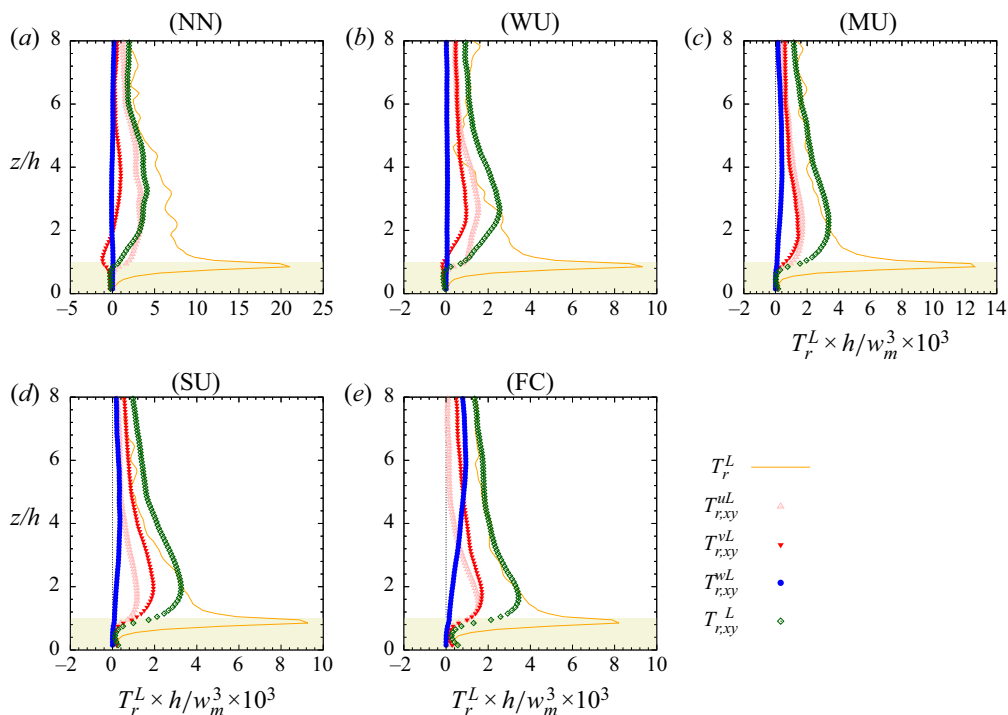 (NN) (WU) (MU)
(a) (b) (c)
8 8 8
6 6 6
z/h
4 4 4
2 2 2
0 0 0
−5 0 5 10 15 20 25 −2 0 2 4 6 8 10 −2 0 2 4 6 8 10 12 14
T_r^L × h/w_m^3 ×10^3
(SU) (FC)
(d) (e)
8 8
6 6
z/h
4 4
2 2
0 0
−2 0 2 4 6 8 10 −2 0 2 4 6 8 10
T_r^L × h/w_m^3 ×10^3 T_r^L × h/w_m^3 ×10^3
T_r^L
T_{r,xy}^{uL}
T_{r,xy}^{vL}
T_{r,xy}^{wL}
T_{r,xy}^L